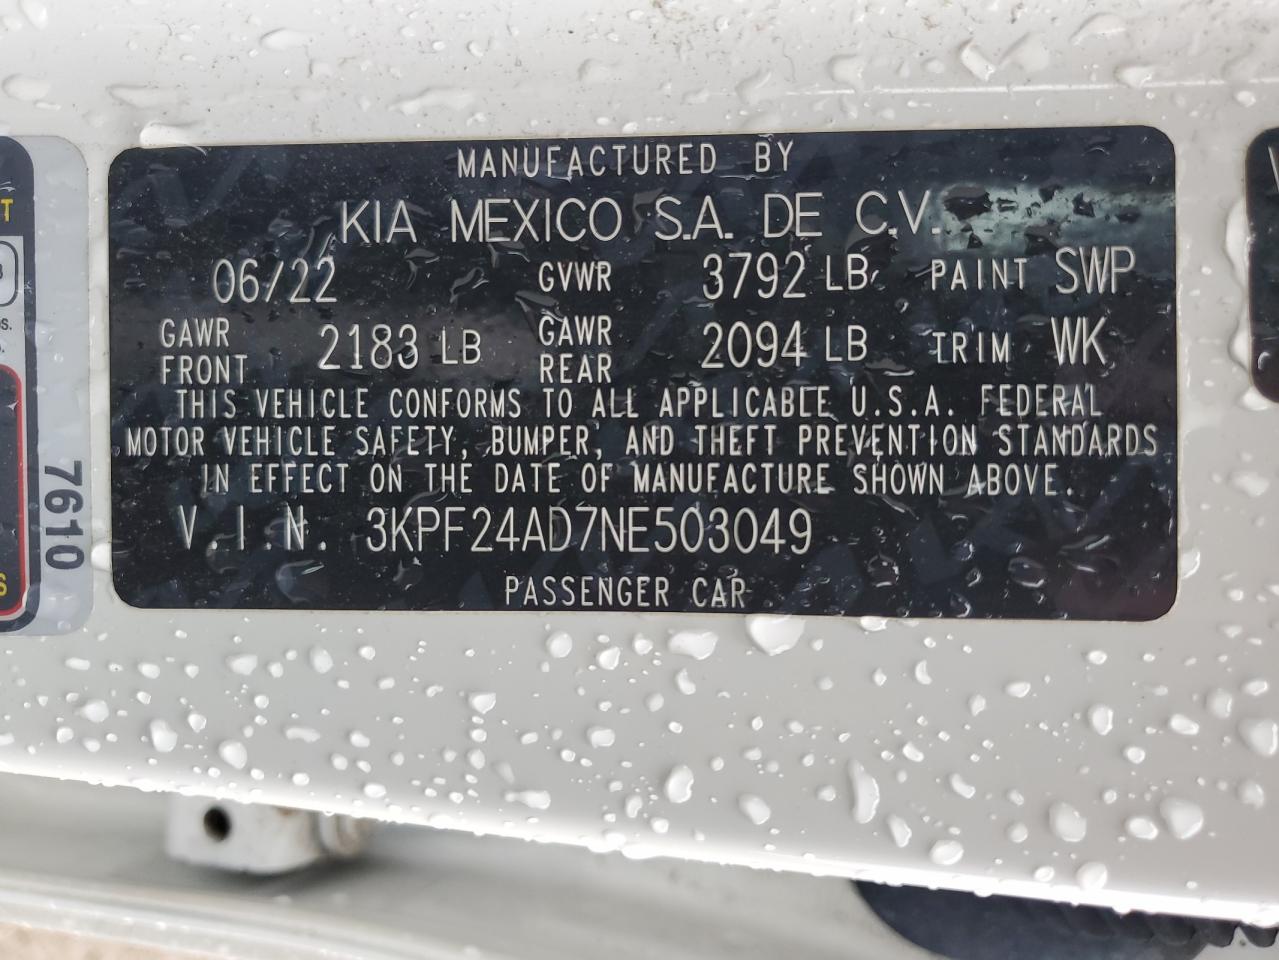 MANUFACTURED BY
KIA MEXICO S.A. DE C.V.
06/22 GVWR 3792 LB PAINT SWP
GAWR FRONT 2183 LB GAWR REAR 2094 LB TRIM WK
THIS VEHICLE CONFORMS TO ALL APPLICABLE U.S.A. FEDERAL
MOTOR VEHICLE SAFETY, BUMPER, AND THEFT PREVENTION STANDARDS
IN EFFECT ON THE DATE OF MANUFACTURE SHOWN ABOVE.
V.I.N. 3KPF24AD7NE503049
PASSENGER CAR
7610